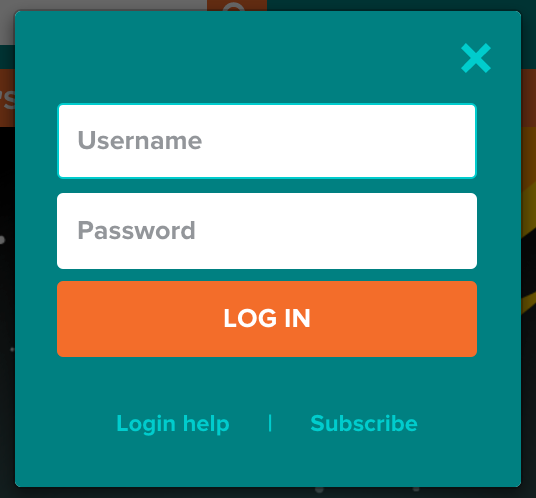 'S
Username
Password
LOG IN
Login help | Subscribe